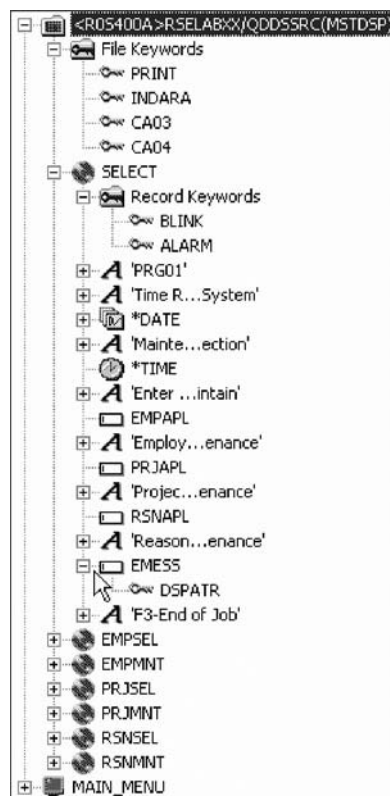 <RO5400A>RSELABXX/QDDSSRC(MSTDSP)
File Keywords
PRINT
INDARA
CA03
CA04
SELECT
Record Keywords
BLINK
ALARM
'PRG01'
'Time R...System'
*DATE
'Mainte...ection'
*TIME
'Enter ...intain'
EMPAPL
'Employ...enance'
PRJAPL
'Projec...enance'
RSNAPL
'Reason...enance'
EMESS
DSPATR
'F3-End of Job'
EMPSEL
EMPMNT
PRJSEL
PRJMNT
RSNSEL
RSNMNT
MAIN_MENU